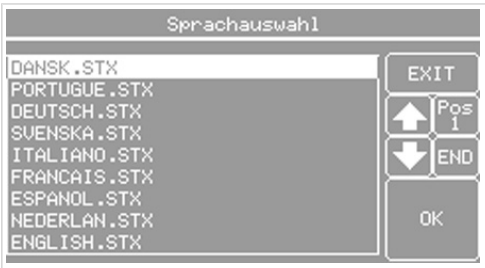 Sprachauswahl
DANSK.STX
PORTUGUE.STX
DEUTSCH.STX
SVENSKA.STX
ITALIANO.STX
FRANCAIS.STX
ESPANOL.STX
NEDERLAN.STX
ENGLISH.STX
EXIT
Pos
1
END
OK